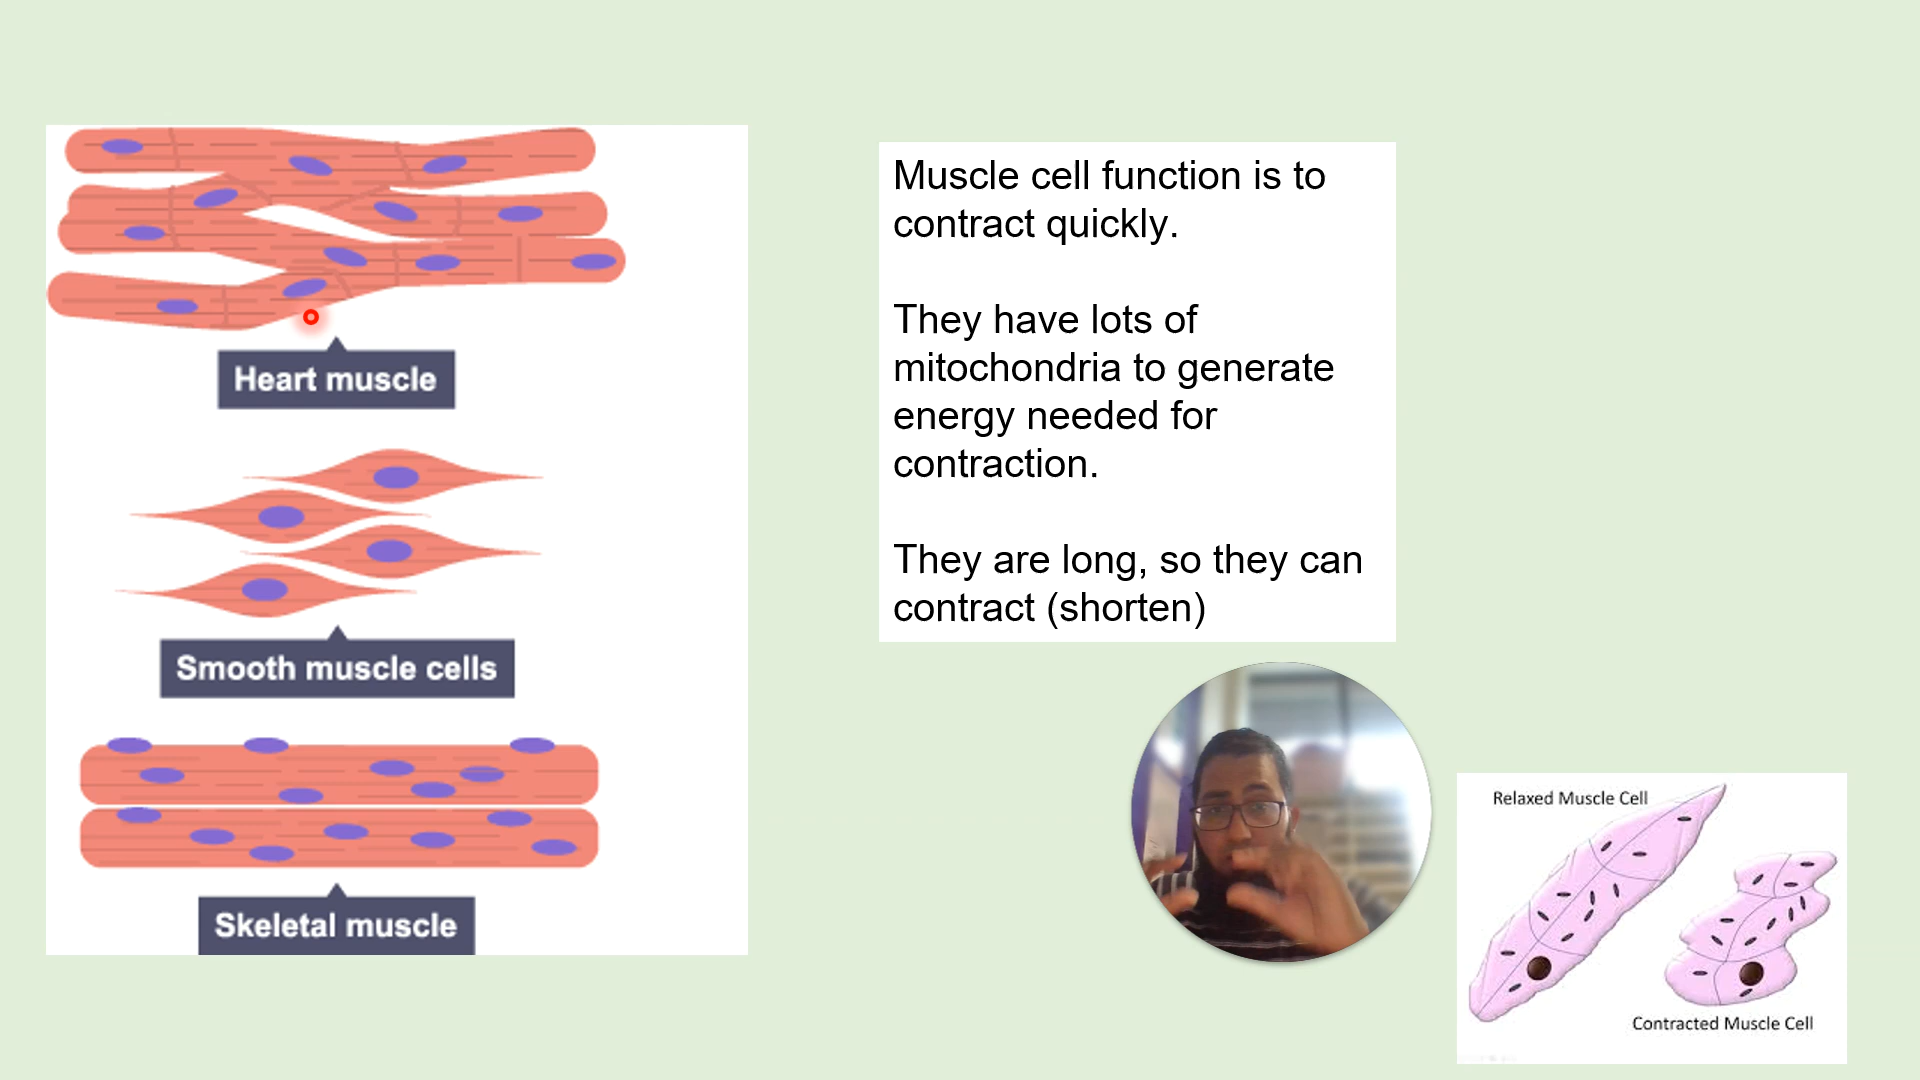 Heart muscle
Smooth muscle cells
Skeletal muscle
Muscle cell function is to
contract quickly.
They have lots of
mitochondria to generate
energy needed for
contraction.
They are long, so they can
contract (shorten)
Relaxed Muscle Cell
Contracted Muscle Cell